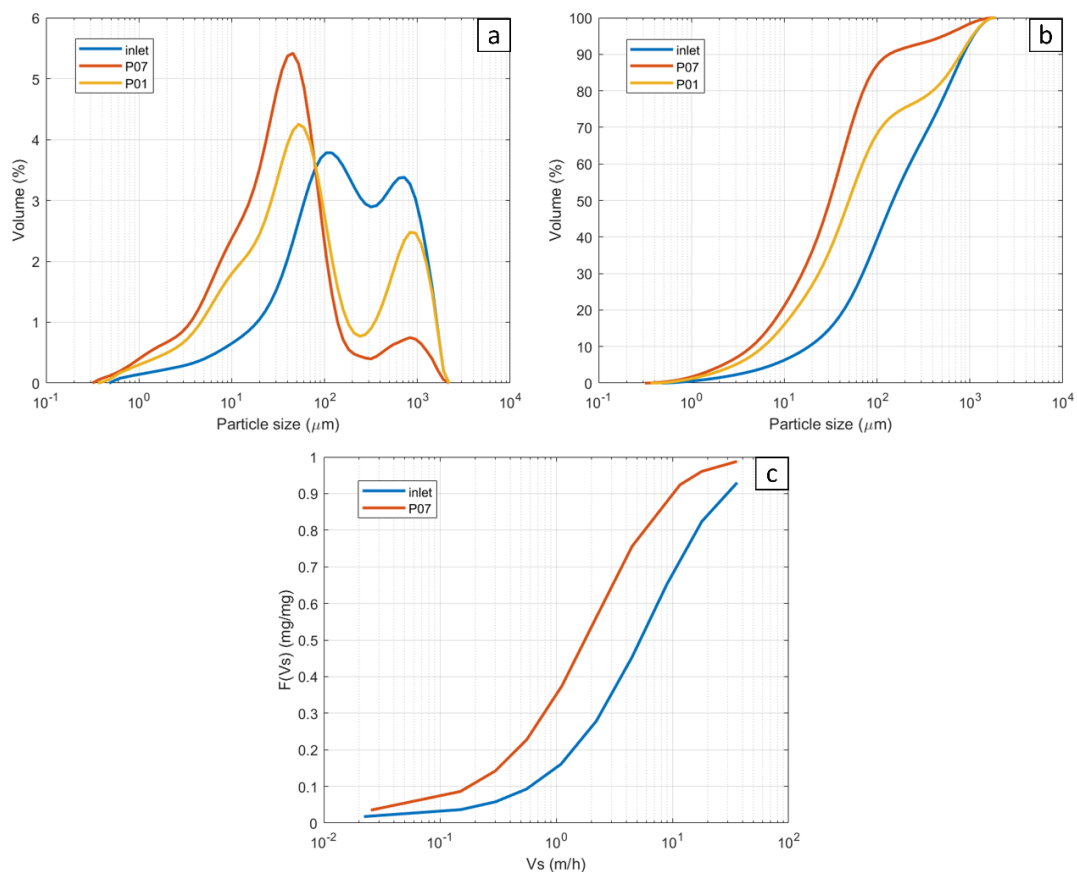 a
6
5
4
3
2
1
0
Volume (%)
inlet
P07
P01
10-1
100
101
102
103
104
Particle size (μm)
b
100
90
80
70
60
50
40
30
20
10
0
Volume (%)
inlet
P07
P01
10-1
100
101
102
103
104
Particle size (μm)
c
1
0.9
0.8
0.7
0.6
0.5
0.4
0.3
0.2
0.1
0
F(Vs) (mg/mg)
inlet
P07
10-2
10-1
100
101
102
Vs (m/h)